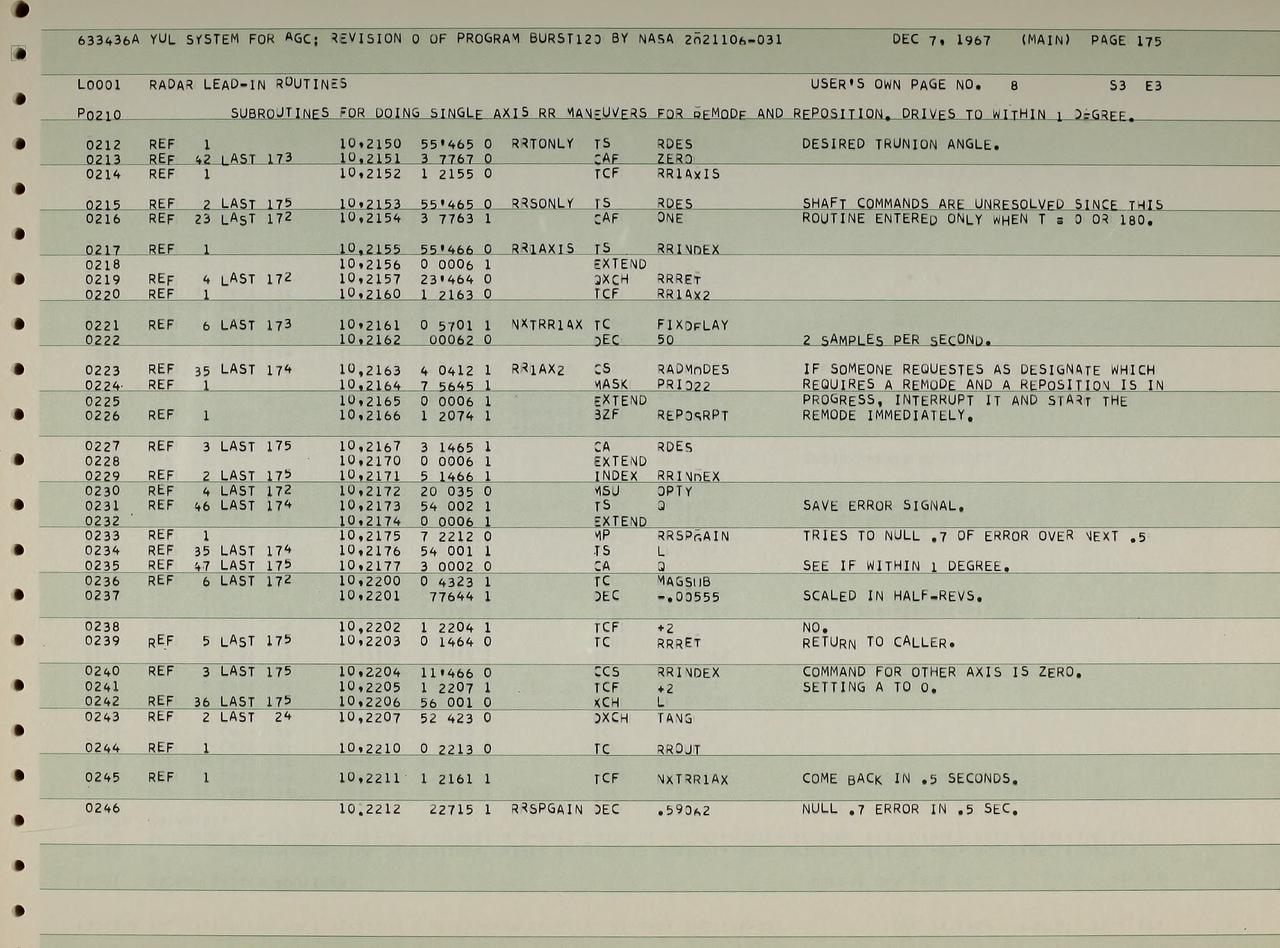 633436A YUL SYSTEM FOR AGC; REVISION 0 OF PROGRAM BURST120 BY NASA 2021106-031 DEC 7, 1967 (MAIN) PAGE 175
L0001 RADAR LEAD-IN ROUTINES USER'S OWN PAGE NO. 8 S3 E3
P0210 SUBROUTINES FOR DOING SINGLE AXIS RR MANEUVERS FOR REMODE AND REPOSITION. DRIVES TO WITHIN 1 DEGREE.
0212 REF 1 10,2150 55'465 0 RRTONLY TS RDES DESIRED TRUNION ANGLE.
0213 REF 42 LAST 173 10,2151 3 7767 0 CAF ZERO
0214 REF 1 10,2152 1 2155 0 TCF RR1AXIS
0215 REF 2 LAST 175 10,2153 55'465 0 RRSONLY TS RDES SHAFT COMMANDS ARE UNRESOLVED SINCE THIS
0216 REF 23 LAST 172 10,2154 3 7763 1 CAF ONE ROUTINE ENTERED ONLY WHEN T = 0 OR 180.
0217 REF 1 10,2155 55'466 0 RR1AXIS TS RRINDEX
0218 10,2156 0 0006 1 EXTEND
0219 REF 4 LAST 172 10,2157 23'464 0 QXCH RRRET
0220 REF 1 10,2160 1 2163 0 TCF RR1AX2
0221 REF 6 LAST 173 10,2161 0 5701 1 NXTRR1AX TC FIXDELAY
0222 10,2162 00062 0 DEC 50 2 SAMPLES PER SECOND.
0223 REF 35 LAST 174 10,2163 4 0412 1 RR1AX2 CS RADMODES IF SOMEONE REQUESTES AS DESIGNATE WHICH
0224 REF 1 10,2164 7 5645 1 MASK PRIO22 REQUIRES A REMODE AND A REPOSITION IS IN
0225 10,2165 0 0006 1 EXTEND PROGRESS, INTERRUPT IT AND START THE
0226 REF 1 10,2166 1 2074 1 BZF REPOSRPT REMODE IMMEDIATELY.
0227 REF 3 LAST 175 10,2167 3 1465 1 CA RDES
0228 10,2170 0 0006 1 EXTEND
0229 REF 2 LAST 175 10,2171 5 1466 1 INDEX RRINDEX
0230 REF 4 LAST 172 10,2172 20 035 0 MSU OPTY
0231 REF 46 LAST 174 10,2173 54 002 1 TS Q SAVE ERROR SIGNAL.
0232 10,2174 0 0006 1 EXTEND
0233 REF 1 10,2175 7 2212 0 MP RRSPGAIN TRIES TO NULL .7 OF ERROR OVER NEXT .5
0234 REF 35 LAST 174 10,2176 54 001 1 TS L
0235 REF 47 LAST 175 10,2177 3 0002 0 CA Q SEE IF WITHIN 1 DEGREE.
0236 REF 6 LAST 172 10,2200 0 4323 1 TC MAGSUB
0237 10,2201 77644 1 DEC -.00555 SCALED IN HALF-REVS.
0238 10,2202 1 2204 1 TCF +2 NO.
0239 REF 5 LAST 175 10,2203 0 1464 0 TC RRRET RETURN TO CALLER.
0240 REF 3 LAST 175 10,2204 11'466 0 CCS RRINDEX COMMAND FOR OTHER AXIS IS ZERO.
0241 10,2205 1 2207 1 TCF +2 SETTING A TO 0.
0242 REF 36 LAST 175 10,2206 56 001 0 XCH L
0243 REF 2 LAST 24 10,2207 52 423 0 DXCH TANG
0244 REF 1 10,2210 0 2213 0 TC RROUT
0245 REF 1 10,2211 1 2161 1 TCF NXTRR1AX COME BACK IN .5 SECONDS.
0246 10,2212 22715 1 RRSPGAIN DEC .59062 NULL .7 ERROR IN .5 SEC.